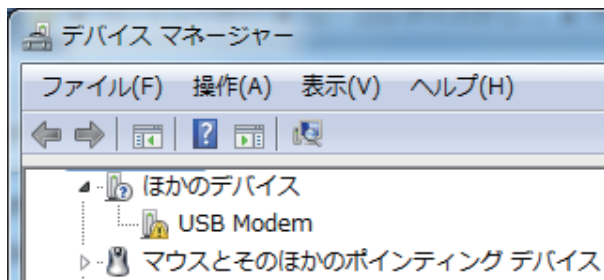 デバイス マネージャー
ファイル(F) 操作(A) 表示(V) ヘルプ(H)
?
ほかのデバイス
USB Modem
マウスとそのほかのポインティング デバイス